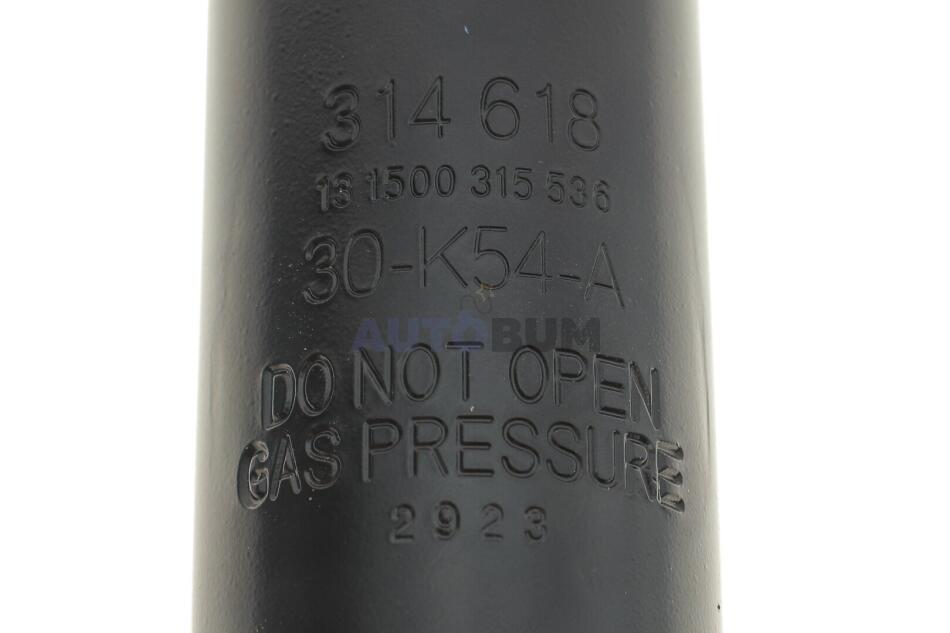 314 618
13 1500 315 536
30-K54-A
AUTOBUM
DO NOT OPEN
GAS PRESSURE
2923